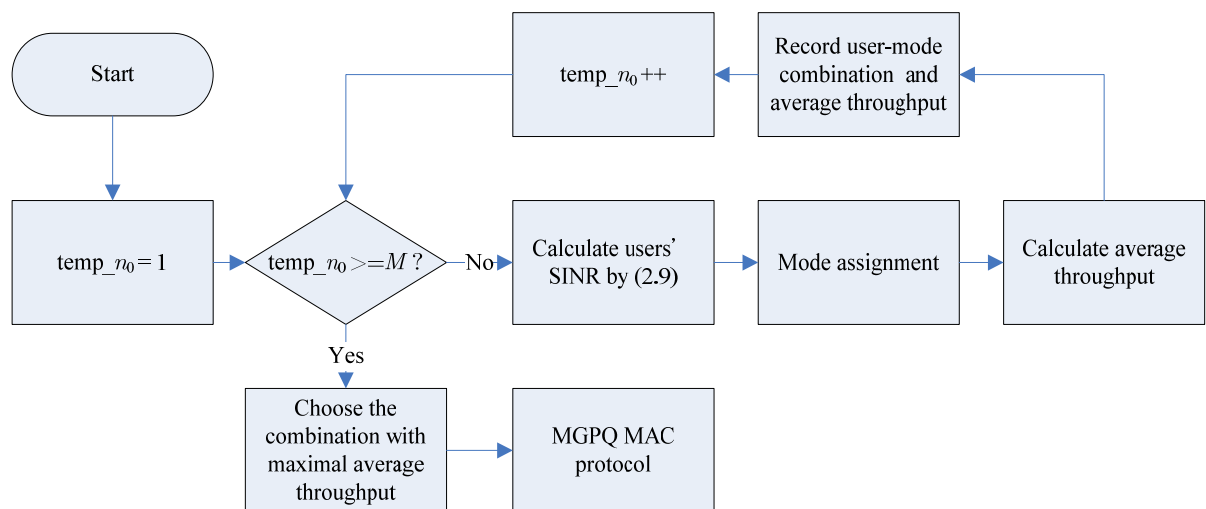 Start
temp_n₀++
Record user-mode
combination and
average throughput
temp_n₀=1
temp_n₀>=M?
No
Calculate users'
SINR by (2.9)
Mode assignment
Calculate average
throughput
Yes
Choose the
combination with
maximal average
throughput
MGPQ MAC
protocol